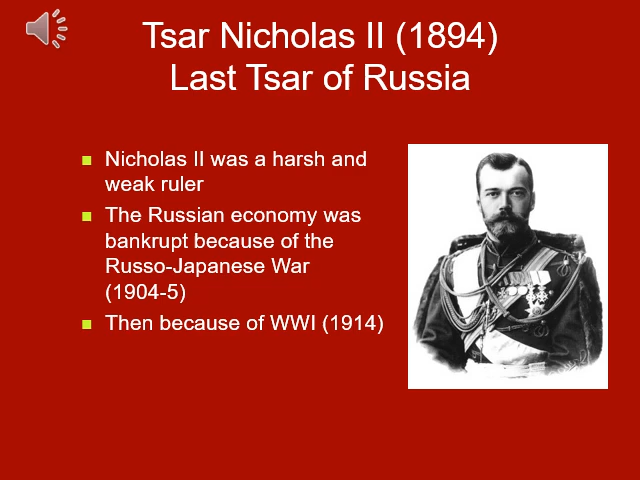 Tsar Nicholas II (1894)
Last Tsar of Russia
Nicholas II was a harsh and
weak ruler
The Russian economy was
bankrupt because of the
Russo-Japanese War
(1904-5)
Then because of WWI (1914)